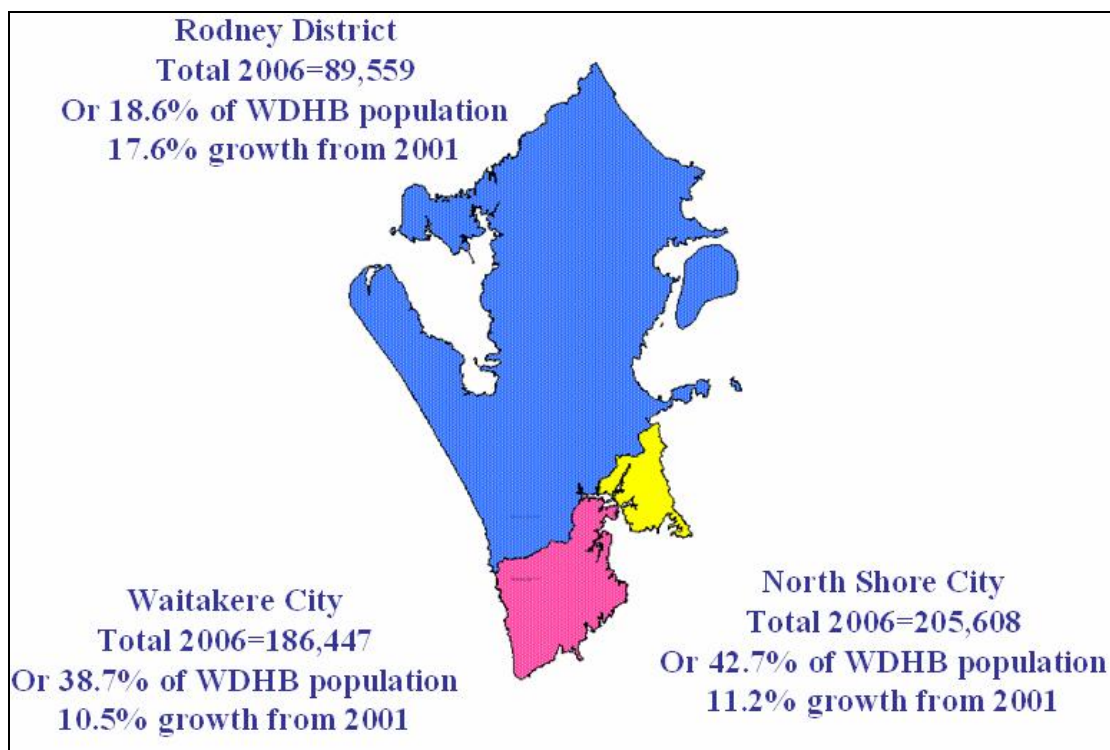 Rodney District
Total 2006=89,559
Or 18.6% of WDHB population
17.6% growth from 2001
Waitakere City
Total 2006=186,447
Or 38.7% of WDHB population
10.5% growth from 2001
North Shore City
Total 2006=205,608
Or 42.7% of WDHB population
11.2% growth from 2001